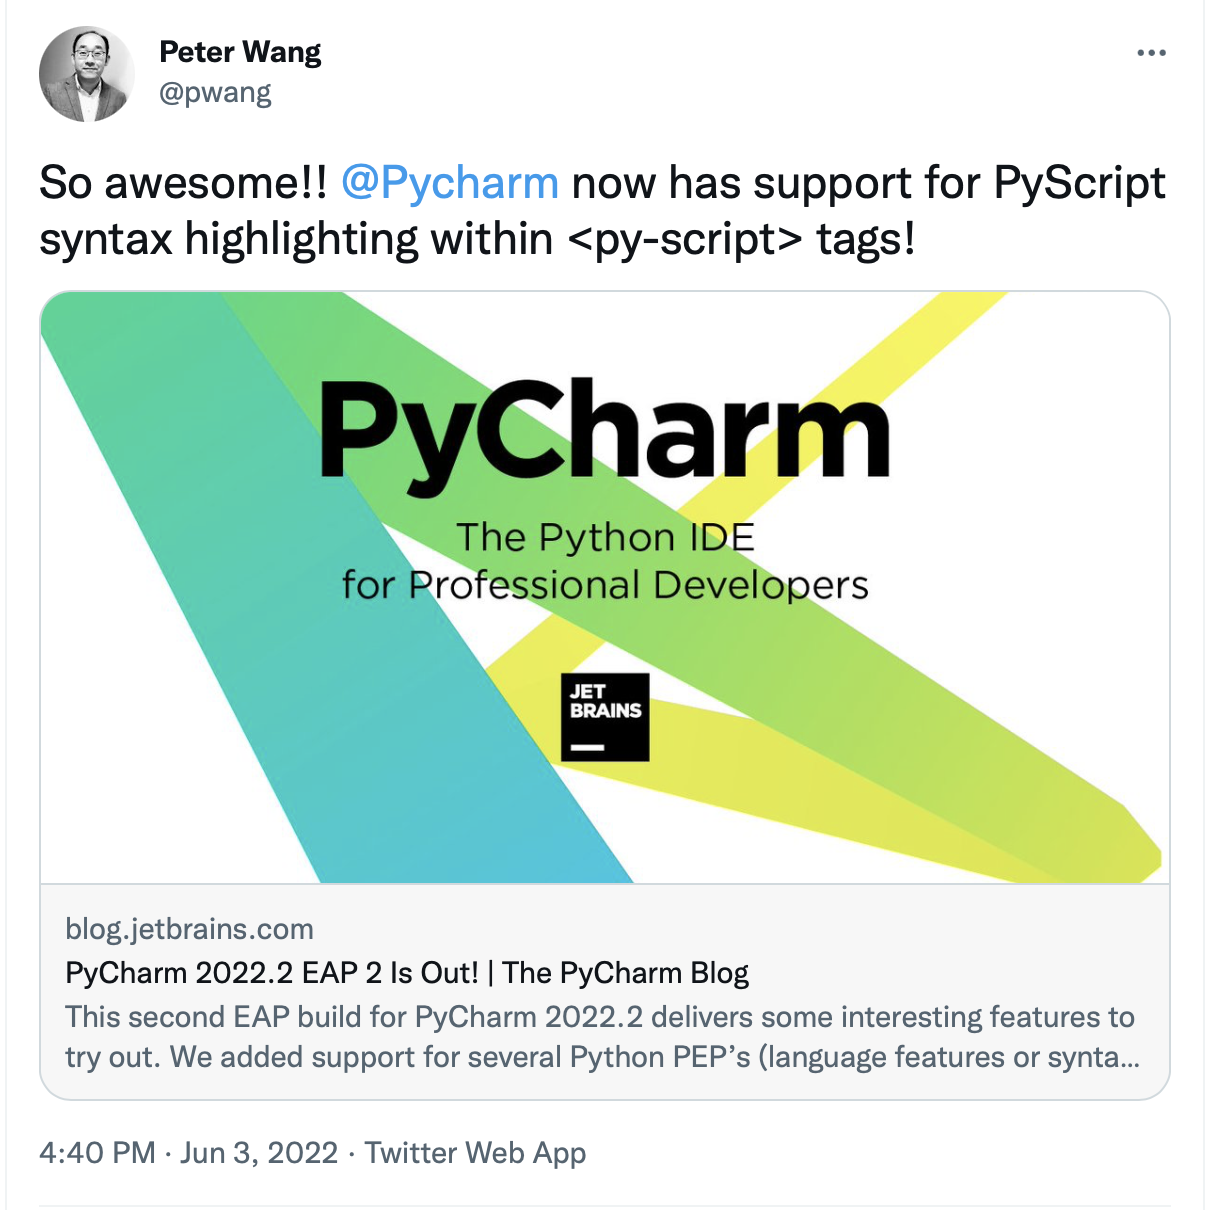 Peter Wang
@pwang
So awesome!! @Pycharm now has support for PyScript
syntax highlighting within <py-script> tags!
PyCharm
The Python IDE
for Professional Developers
JET
BRAINS
blog.jetbrains.com
PyCharm 2022.2 EAP 2 Is Out! | The PyCharm Blog
This second EAP build for PyCharm 2022.2 delivers some interesting features to
try out. We added support for several Python PEP’s (language features or synta...
4:40 PM · Jun 3, 2022 · Twitter Web App